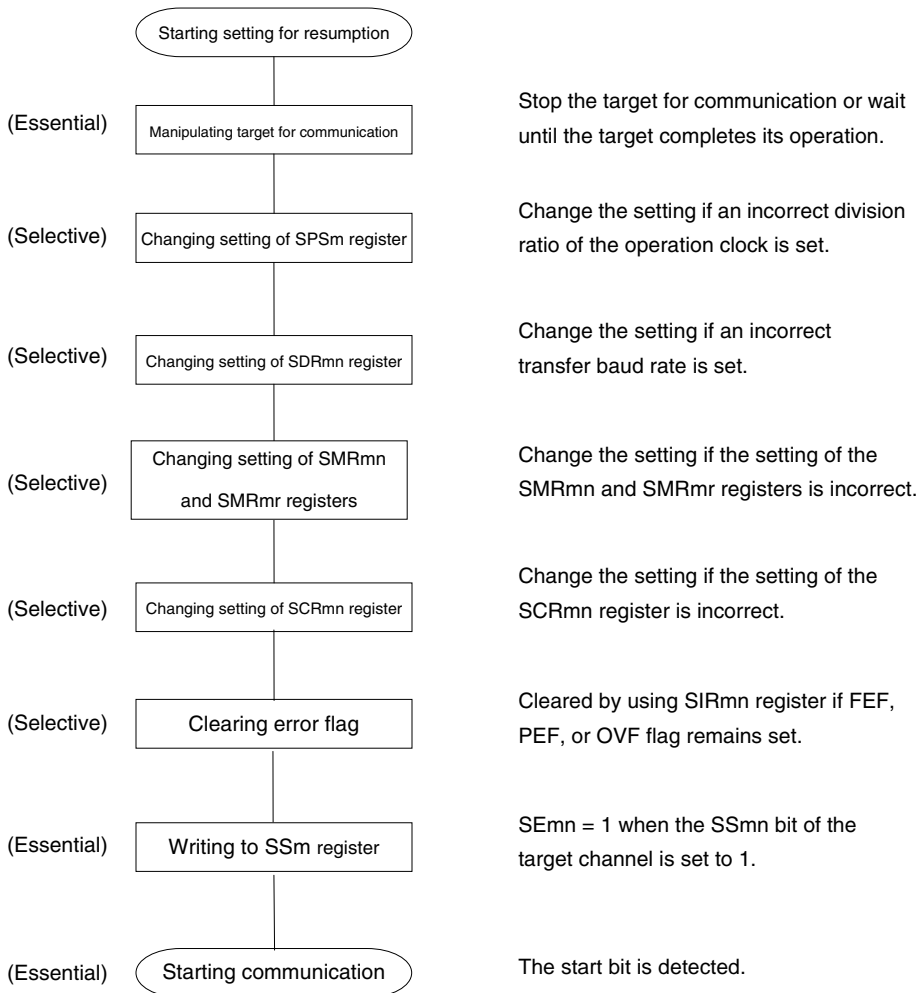 Starting setting for resumption
(Essential)
Manipulating target for communication
Stop the target for communication or wait
until the target completes its operation.
(Selective)
Changing setting of SPSm register
Change the setting if an incorrect division
ratio of the operation clock is set.
(Selective)
Changing setting of SDRmn register
Change the setting if an incorrect
transfer baud rate is set.
(Selective)
Changing setting of SMRmn
and SMRmr registers
Change the setting if the setting of the
SMRmn and SMRmr registers is incorrect.
(Selective)
Changing setting of SCRmn register
Change the setting if the setting of the
SCRmn register is incorrect.
(Selective)
Clearing error flag
Cleared by using SIRmn register if FEF,
PEF, or OVF flag remains set.
(Essential)
Writing to SSm register
SEmn = 1 when the SSmn bit of the
target channel is set to 1.
(Essential)
Starting communication
The start bit is detected.